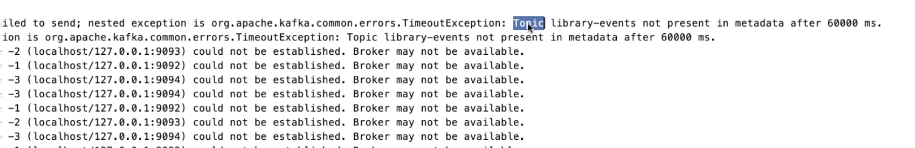 iled to send; nested exception is org.apache.kafka.common.errors.TimeoutException: Topic library-events not present in metadata after 60000 ms.
ion is org.apache.kafka.common.errors.TimeoutException: Topic library-events not present in metadata after 60000 ms.
-2 (localhost/127.0.0.1:9093) could not be established. Broker may not be available.
-1 (localhost/127.0.0.1:9092) could not be established. Broker may not be available.
-3 (localhost/127.0.0.1:9094) could not be established. Broker may not be available.
-3 (localhost/127.0.0.1:9094) could not be established. Broker may not be available.
-1 (localhost/127.0.0.1:9092) could not be established. Broker may not be available.
-2 (localhost/127.0.0.1:9093) could not be established. Broker may not be available.
-3 (localhost/127.0.0.1:9094) could not be established. Broker may not be available.